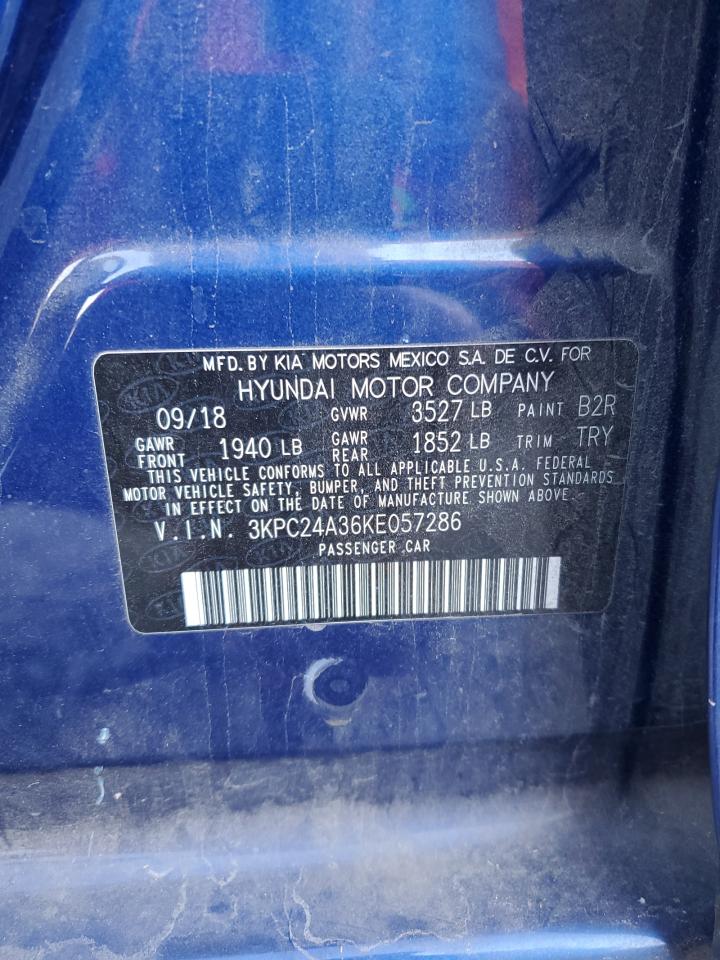 MFD. BY KIA MOTORS MEXICO S.A. DE C.V. FOR
HYUNDAI MOTOR COMPANY
09/18 GVWR 3527 LB PAINT B2R
GAWR FRONT 1940 LB GAWR REAR 1852 LB TRIM TRY
THIS VEHICLE CONFORMS TO ALL APPLICABLE U.S.A. FEDERAL
MOTOR VEHICLE SAFETY, BUMPER, AND THEFT PREVENTION STANDARDS
IN EFFECT ON THE DATE OF MANUFACTURE SHOWN ABOVE.
V.I.N. 3KPC24A36KE057286
PASSENGER CAR